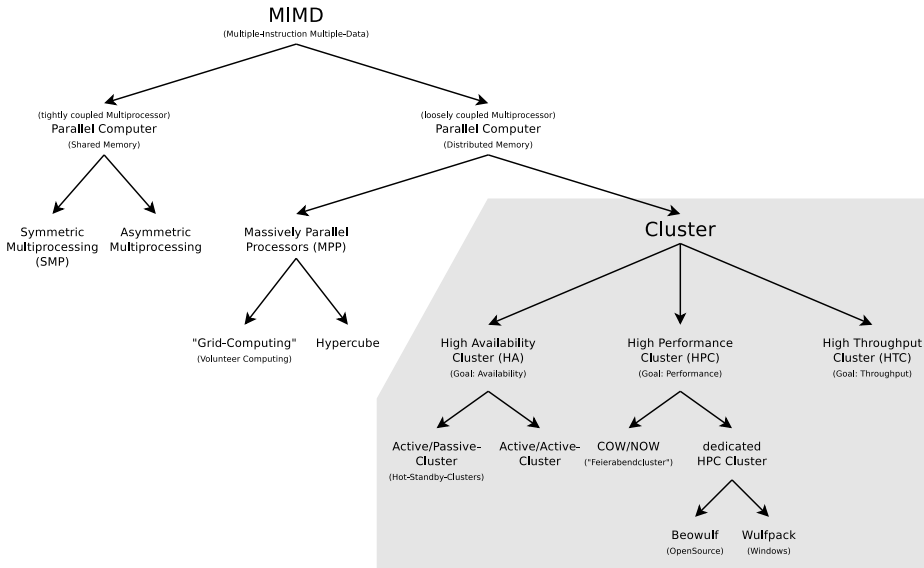 MIMD
(Multiple-Instruction Multiple-Data)
(tightly coupled Multiprocessor)
Parallel Computer
(Shared Memory)
(loosely coupled Multiprocessor)
Parallel Computer
(Distributed Memory)
Symmetric
Multiprocessing
(SMP)
Asymmetric
Multiprocessing
Massively Parallel
Processors (MPP)
Cluster
"Grid-Computing"
(Volunteer Computing)
Hypercube
High Availability
Cluster (HA)
(Goal: Availability)
High Performance
Cluster (HPC)
(Goal: Performance)
High Throughput
Cluster (HTC)
(Goal: Throughput)
Active/Passive-
Cluster
(Hot-Standby-Clusters)
Active/Active-
Cluster
COW/NOW
("Feierabendcluster")
dedicated
HPC Cluster
Beowulf
(OpenSource)
Wulfpack
(Windows)